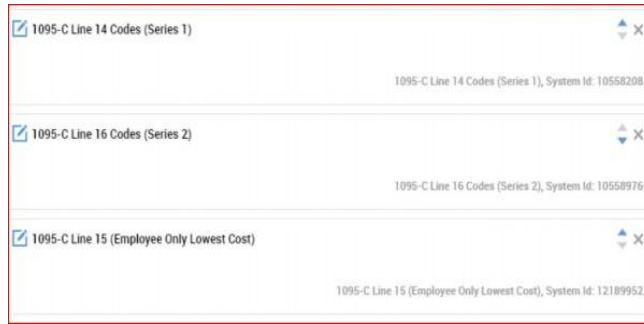 1095-C Line 14 Codes (Series 1)
1095-C Line 14 Codes (Series 1), System Id: 10558208
1095-C Line 16 Codes (Series 2)
1095-C Line 16 Codes (Series 2), System Id: 10558976
1095-C Line 15 (Employee Only Lowest Cost)
1095-C Line 15 (Employee Only Lowest Cost), System Id: 12189952